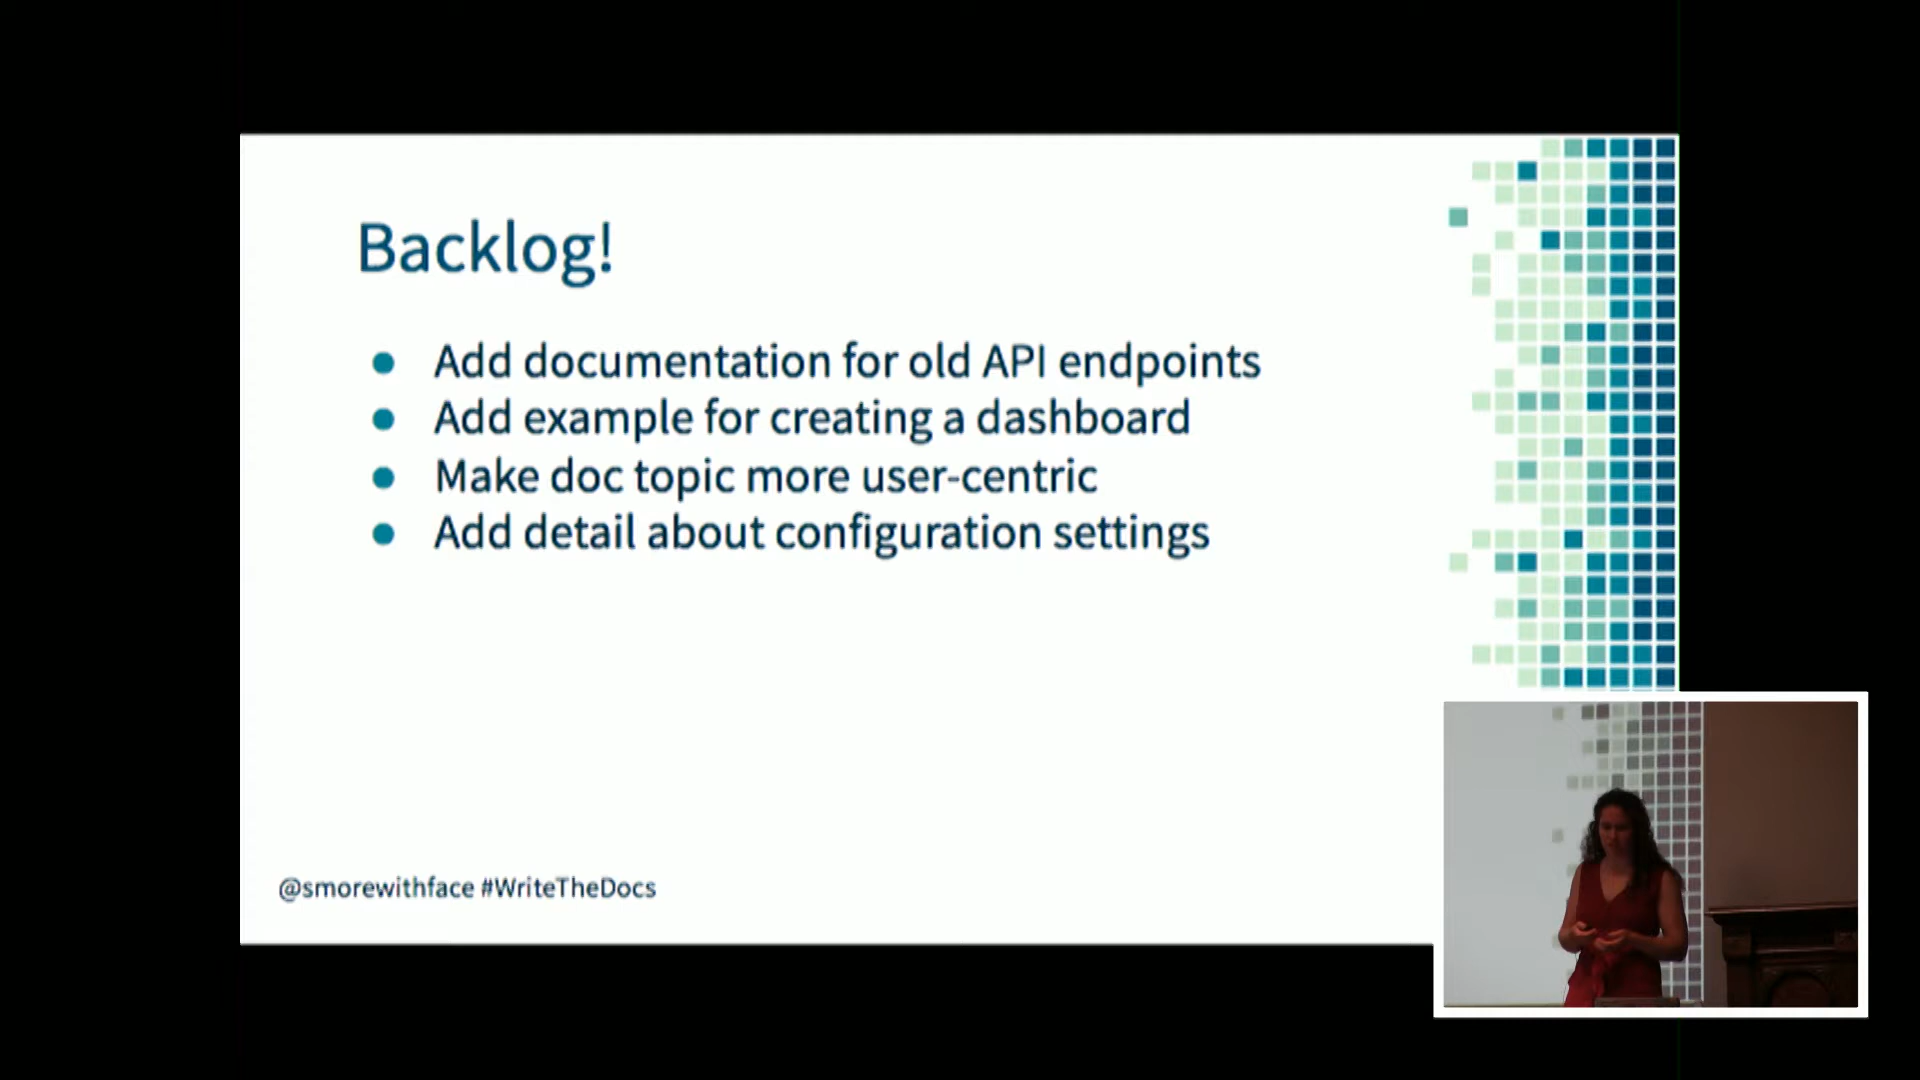 Backlog!
Add documentation for old API endpoints
Add example for creating a dashboard
Make doc topic more user-centric
Add detail about configuration settings
@smorewithface #WriteTheDocs